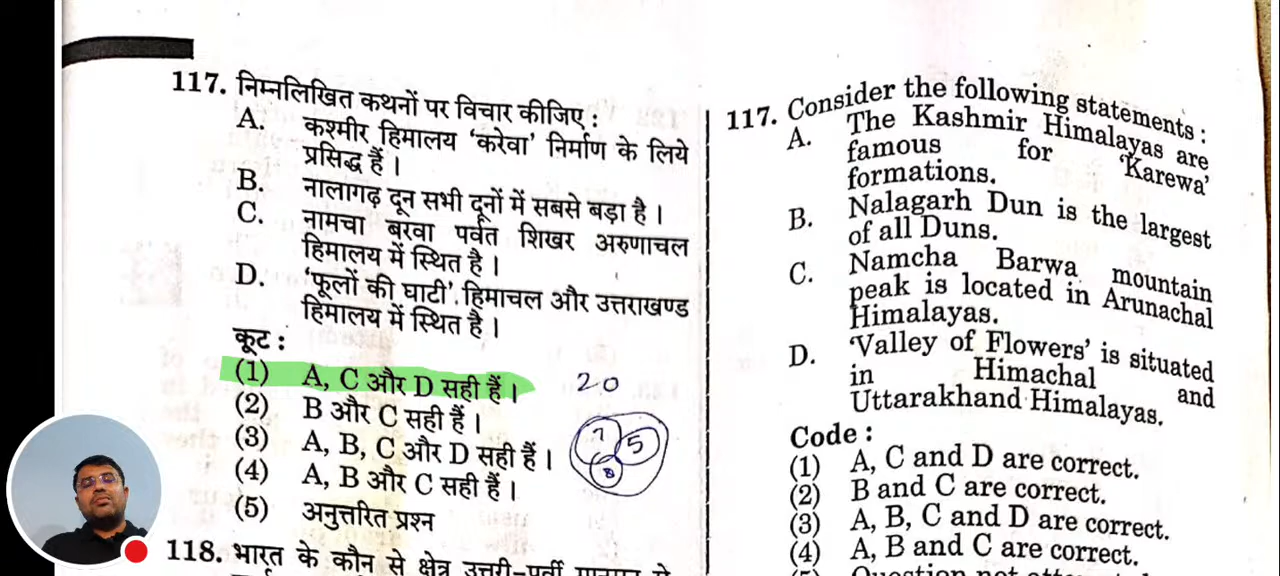 117. निम्नलिखित कथनों पर विचार कीजिए :
A. कश्मीर हिमालय ‘करेवा’ निर्माण के लिये
प्रसिद्ध हैं ।
B. नालागढ़ दून सभी दूनों में सबसे बड़ा है ।
C. नामचा बरवा पर्वत शिखर अरुणाचल
हिमालय में स्थित है ।
D. ‘फूलों की घाटी’ हिमाचल और उत्तराखण्ड
हिमालय में स्थित है ।
कूट :
(1) A, C और D सही हैं ।
(2) B और C सही हैं ।
(3) A, B, C और D सही हैं ।
(4) A, B और C सही हैं ।
(5) अनुत्तरित प्रश्न
20
7
5
8
118. भारत के कौन से क्षेत्र उत्तरी-पूर्वी
117. Consider the following statements :
A. The Kashmir Himalayas are
famous for ‘Karewa’
formations.
B. Nalagarh Dun is the largest
of all Duns.
C. Namcha Barwa mountain
peak is located in Arunachal
Himalayas.
D. ‘Valley of Flowers’ is situated
in Himachal and
Uttarakhand Himalayas.
Code :
(1) A, C and D are correct.
(2) B and C are correct.
(3) A, B, C and D are correct.
(4) A, B and C are correct.
Question not